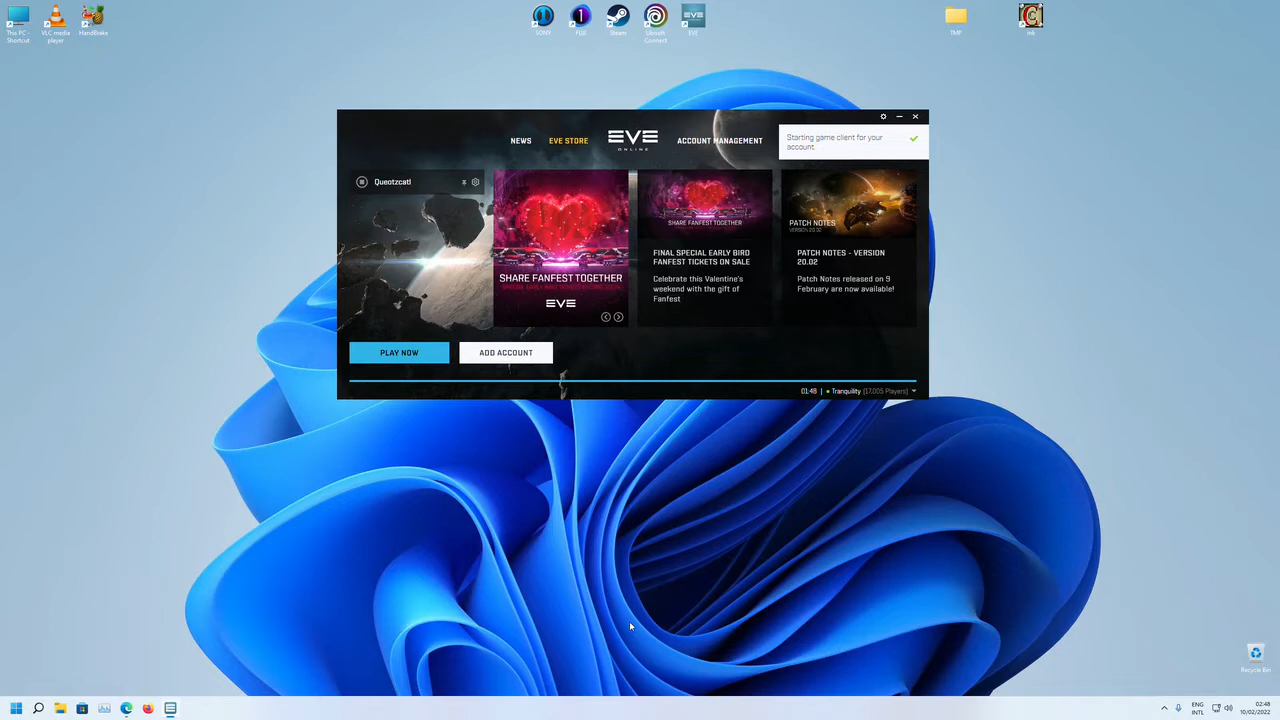 This PC - 
Shortcut
VLC media
player
HandBrake
SONY
FUJI
Steam
Ubisoft
Connect
EVE
TMP
ink
NEWS
EVE STORE
EVE
ONLINE
ACCOUNT MANAGEMENT
Starting game client for your
account.
Queotzcatl
SHARE FANFEST TOGETHER
EVE
SHARE FANFEST TOGETHER
FINAL SPECIAL EARLY BIRD
FANFEST TICKETS ON SALE
Celebrate this Valentine's
weekend with the gift of
Fanfest
PATCH NOTES
VERSION 20.02
PATCH NOTES - VERSION
20.02
Patch Notes released on 9
February are now available!
PLAY NOW
ADD ACCOUNT
01:48 | Tranquility (17,005 Players)
Recycle Bin
ENG
INTL
02:48
10/02/2022